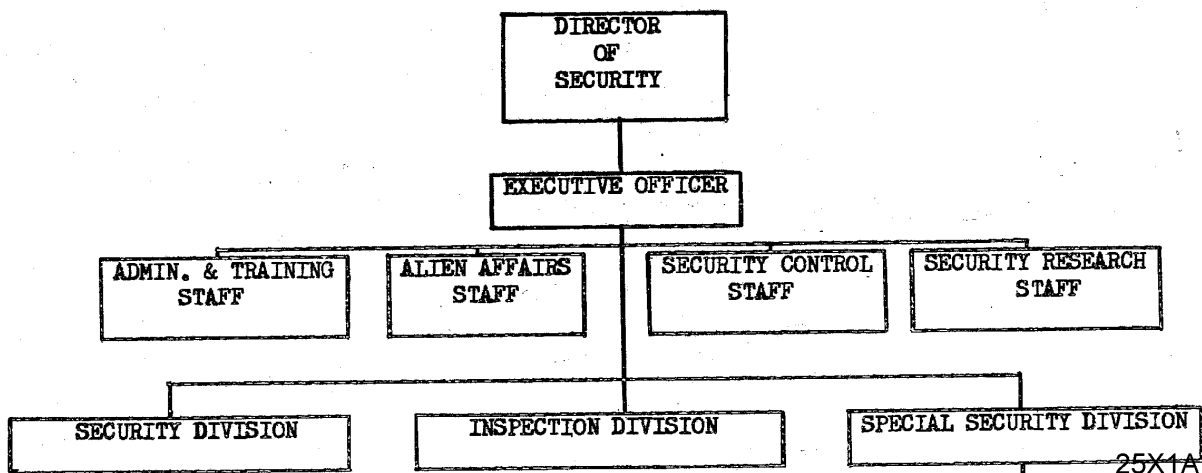 DIRECTOR
OF
SECURITY
EXECUTIVE OFFICER
ADMIN. & TRAINING
STAFF
ALIEN AFFAIRS
STAFF
SECURITY CONTROL
STAFF
SECURITY RESEARCH
STAFF
SECURITY DIVISION
INSPECTION DIVISION
SPECIAL SECURITY DIVISION
25X1A